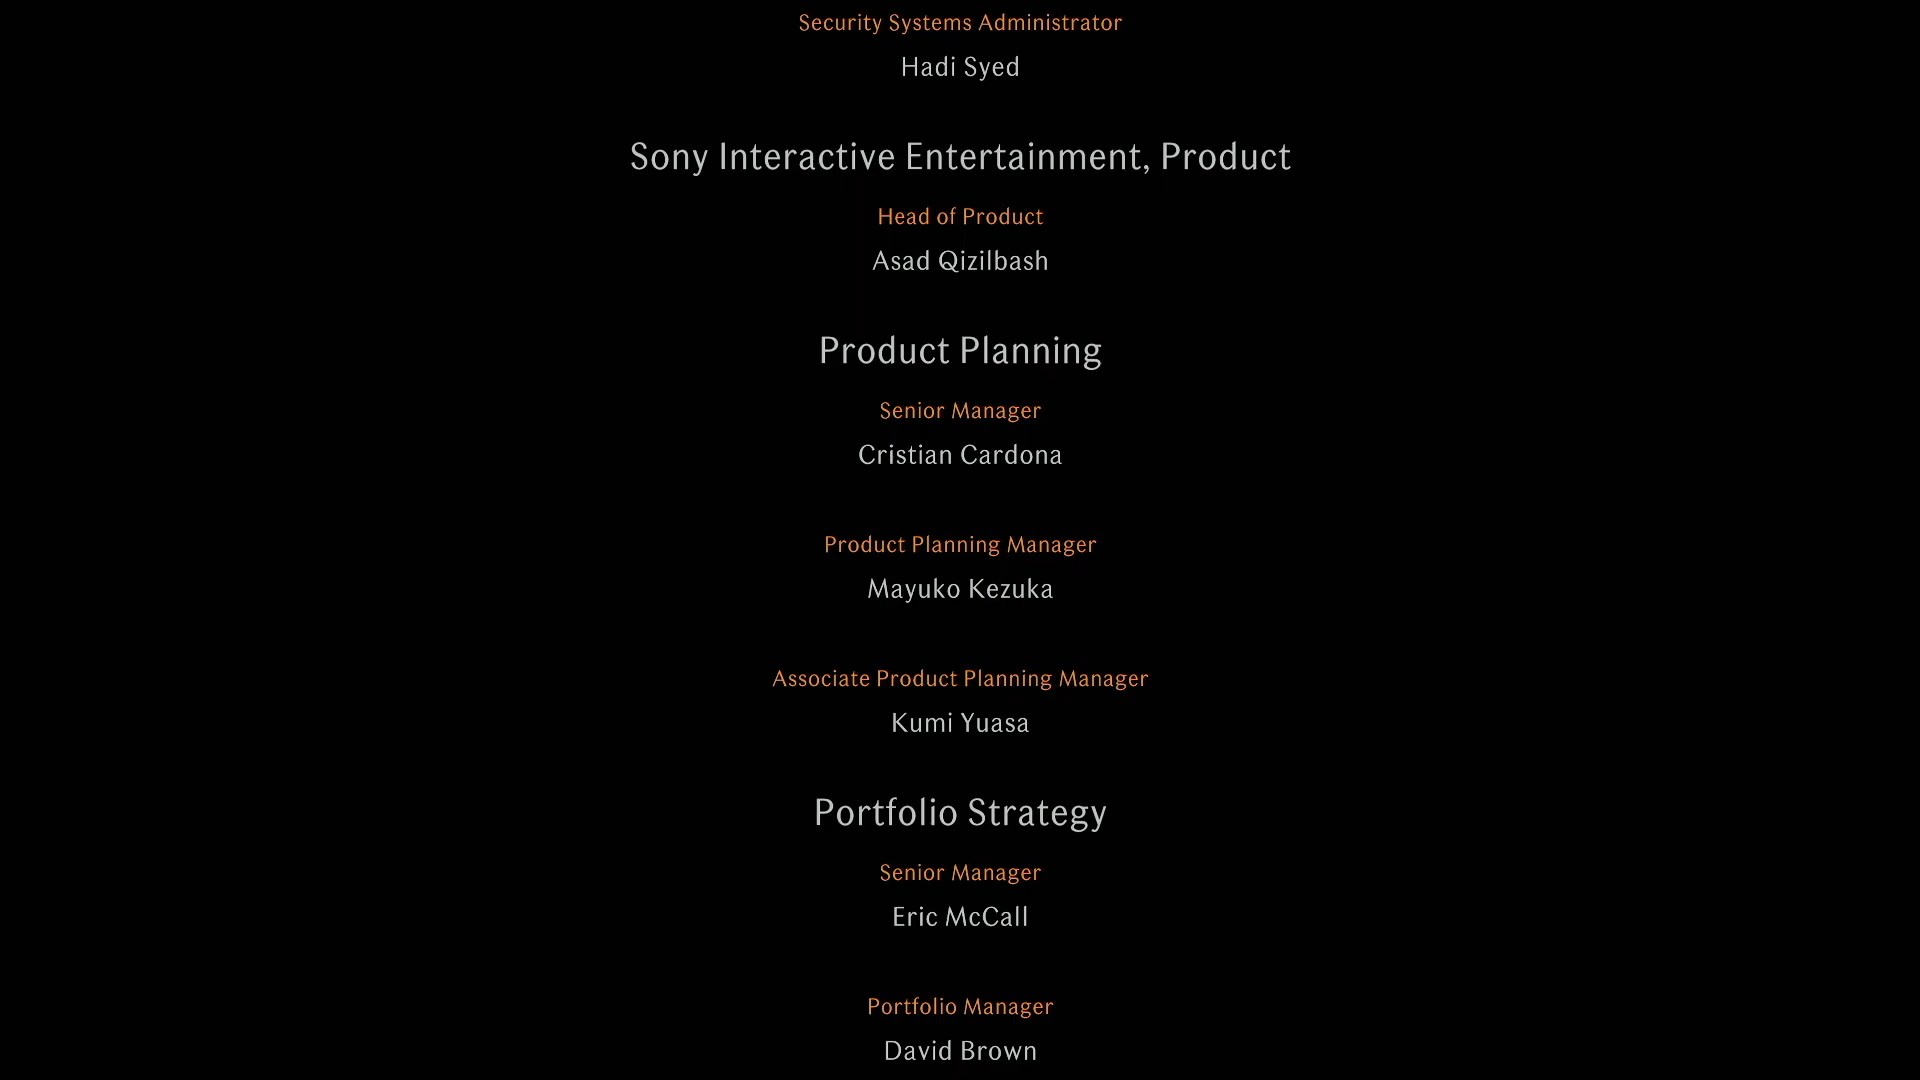 Security Systems Administrator
Hadi Syed
Sony Interactive Entertainment, Product
Head of Product
Asad Qizilbash
Product Planning
Senior Manager
Cristian Cardona
Product Planning Manager
Mayuko Kezuka
Associate Product Planning Manager
Kumi Yuasa
Portfolio Strategy
Senior Manager
Eric McCall
Portfolio Manager
David Brown